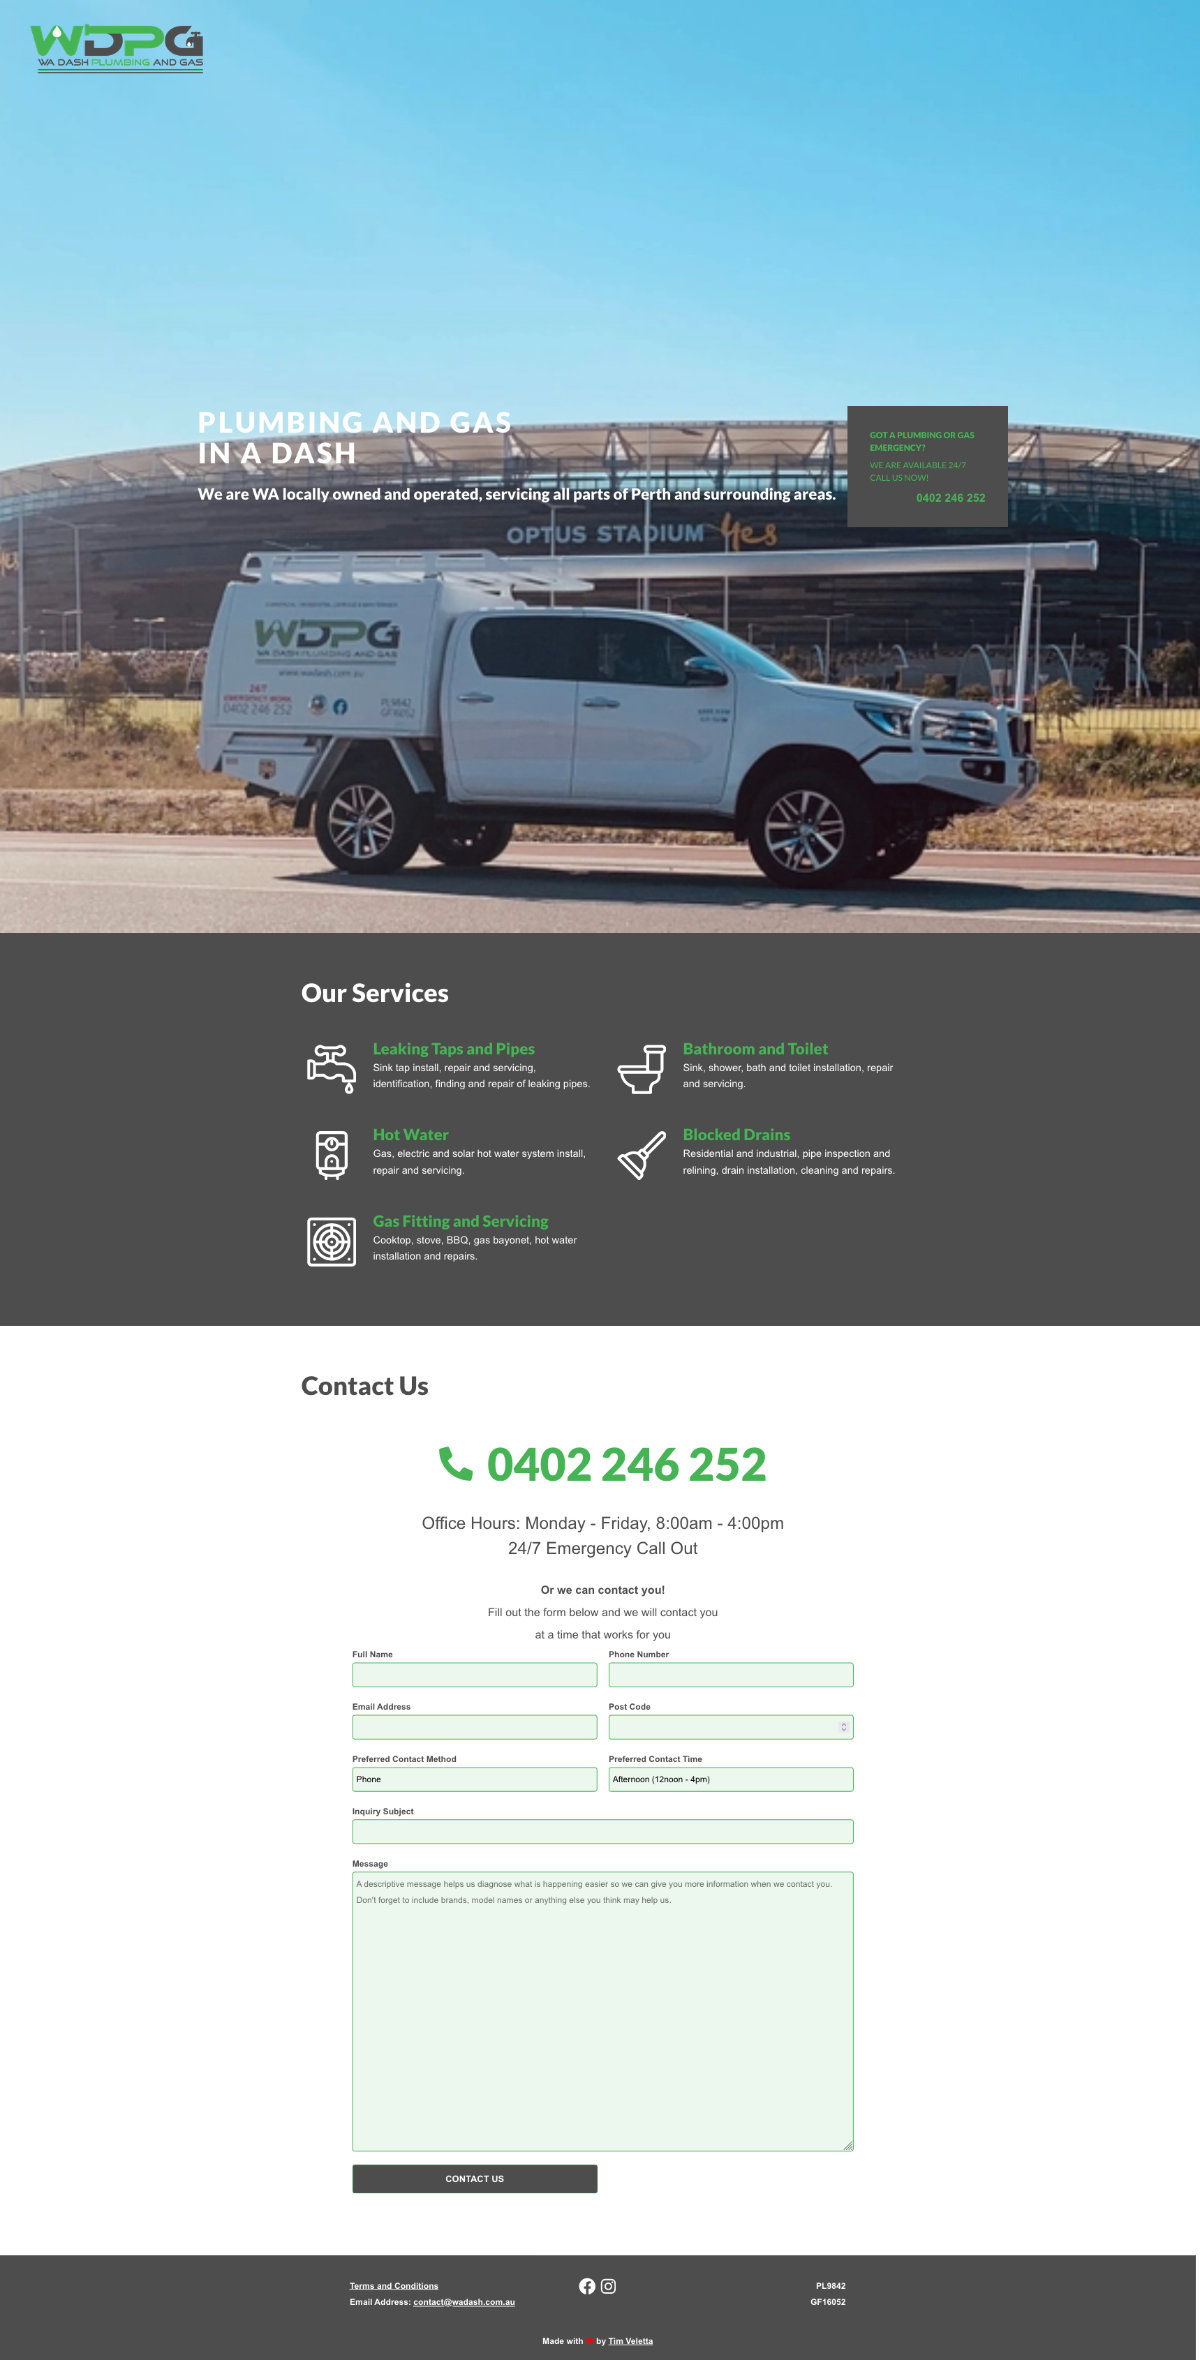 WDPG
WA DASH PLUMBING AND GAS
PLUMBING AND GAS
IN A DASH
We are WA locally owned and operated, servicing all parts of Perth and surrounding areas.
GOT A PLUMBING OR GAS
EMERGENCY?
WE ARE AVAILABLE 24/7
CALL US NOW!
0402 246 252
OPTUS STADIUM yes
WDPG
WA DASH PLUMBING AND GAS
www.wadash.com.au
24/7
EMERGENCY WORK
0402 246 252
PL9842
GF16052
Our Services
Leaking Taps and Pipes
Sink tap install, repair and servicing,
identification, finding and repair of leaking pipes.
Bathroom and Toilet
Sink, shower, bath and toilet installation, repair
and servicing.
Hot Water
Gas, electric and solar hot water system install,
repair and servicing.
Blocked Drains
Residential and industrial, pipe inspection and
relining, drain installation, cleaning and repairs.
Gas Fitting and Servicing
Cooktop, stove, BBQ, gas bayonet, hot water
installation and repairs.
Contact Us
0402 246 252
Office Hours: Monday - Friday, 8:00am - 4:00pm
24/7 Emergency Call Out
Or we can contact you!
Fill out the form below and we will contact you
at a time that works for you
Full Name
Phone Number
Email Address
Post Code
Preferred Contact Method
Preferred Contact Time
Phone
Afternoon (12noon - 4pm)
Inquiry Subject
Message
A descriptive message helps us diagnose what is happening easier so we can give you more information when we contact you.
Don't forget to include brands, model names or anything else you think may help us.
CONTACT US
Terms and Conditions
Email Address: contact@wadash.com.au
PL9842
GF16052
Made with ❤ by Tim Veletta